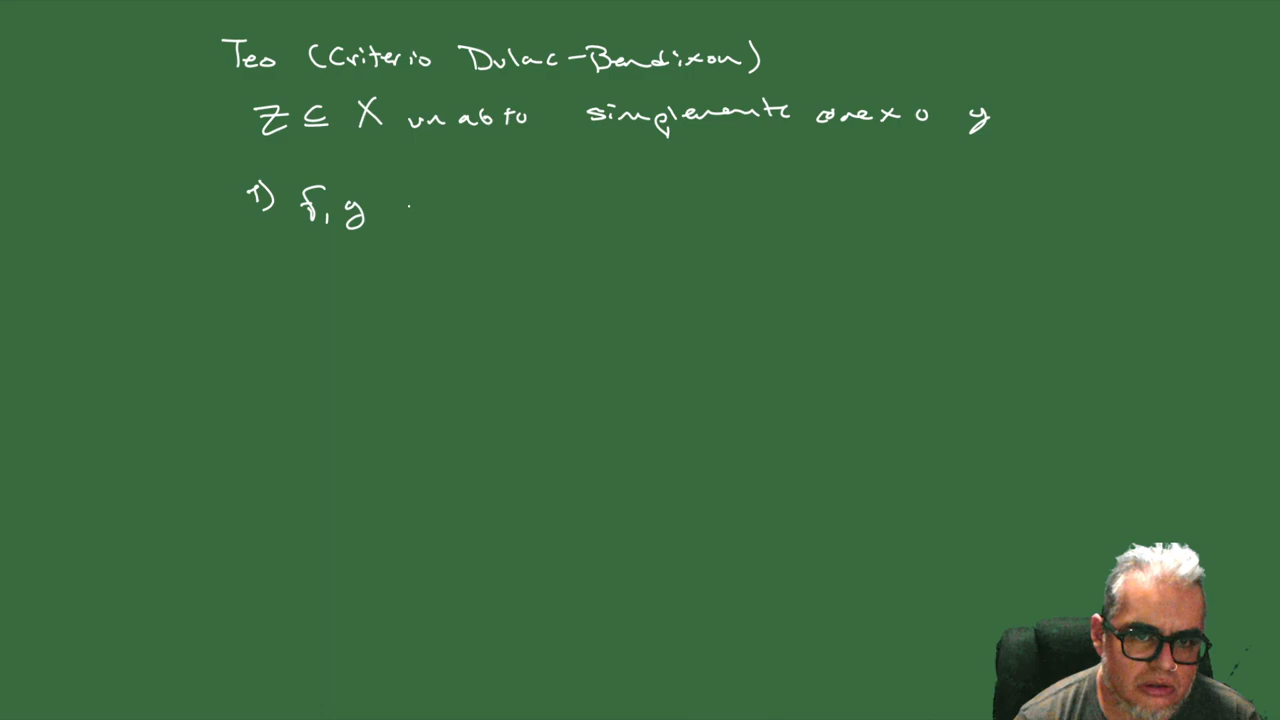 Teo (Criterio Dulac-Bendixon)
Z ⊆ X un abto simplemente conexo y
1) f, g